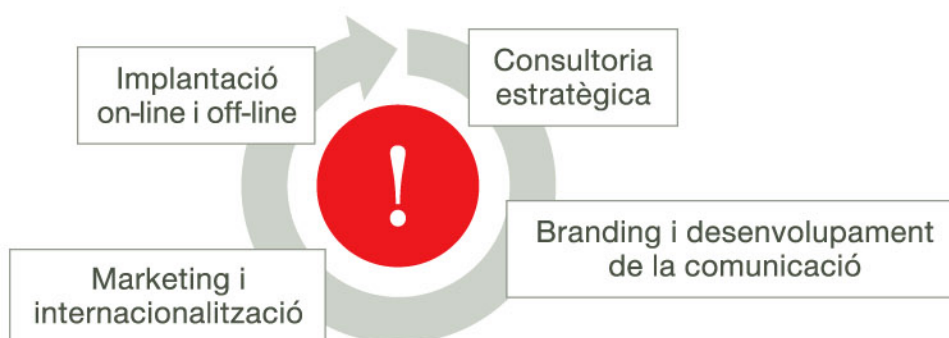 Implantació
on-line i off-line
Consultoria
estratègica
!
Branding i desenvolupament
de la comunicació
Marketing i
internacionalització